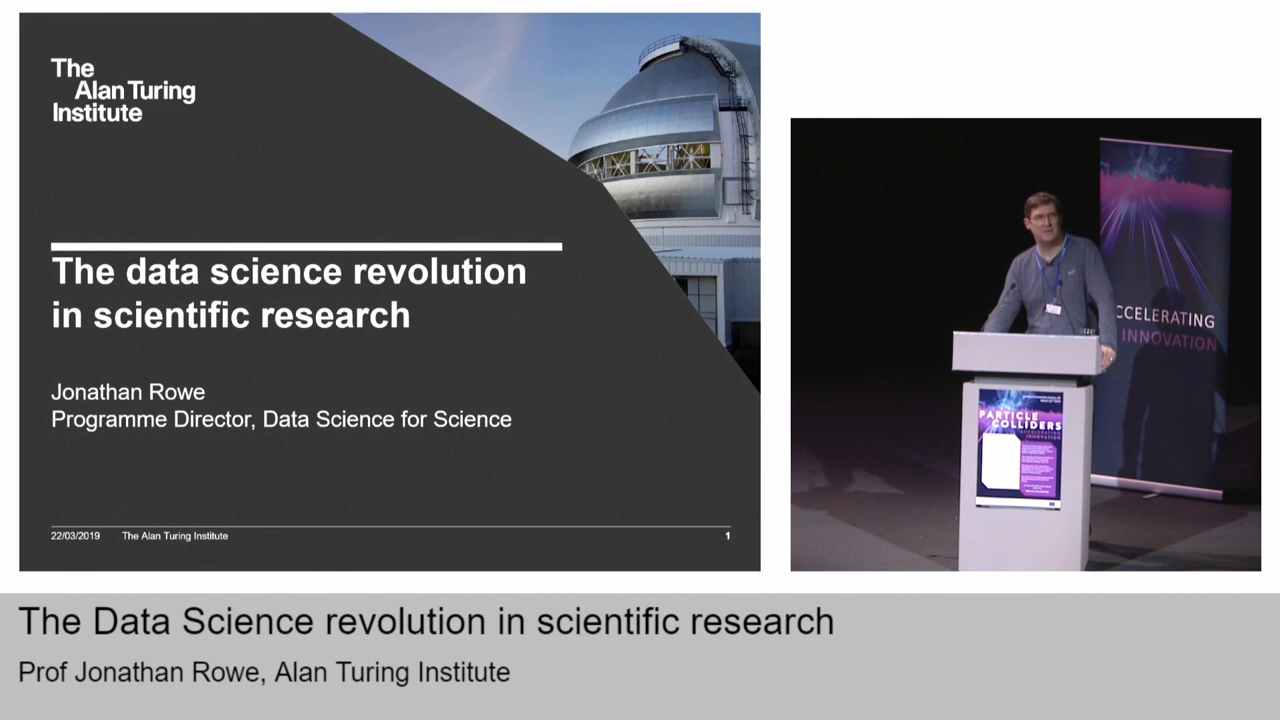 The
Alan Turing
Institute
The data science revolution
in scientific research
Jonathan Rowe
Programme Director, Data Science for Science
22/03/2019 The Alan Turing Institute 1
CCELERATING
INNOVATION
PARTICLE
COLLIDERS
ACCELERATING
INNOVATION
The Data Science revolution in scientific research
Prof Jonathan Rowe, Alan Turing Institute